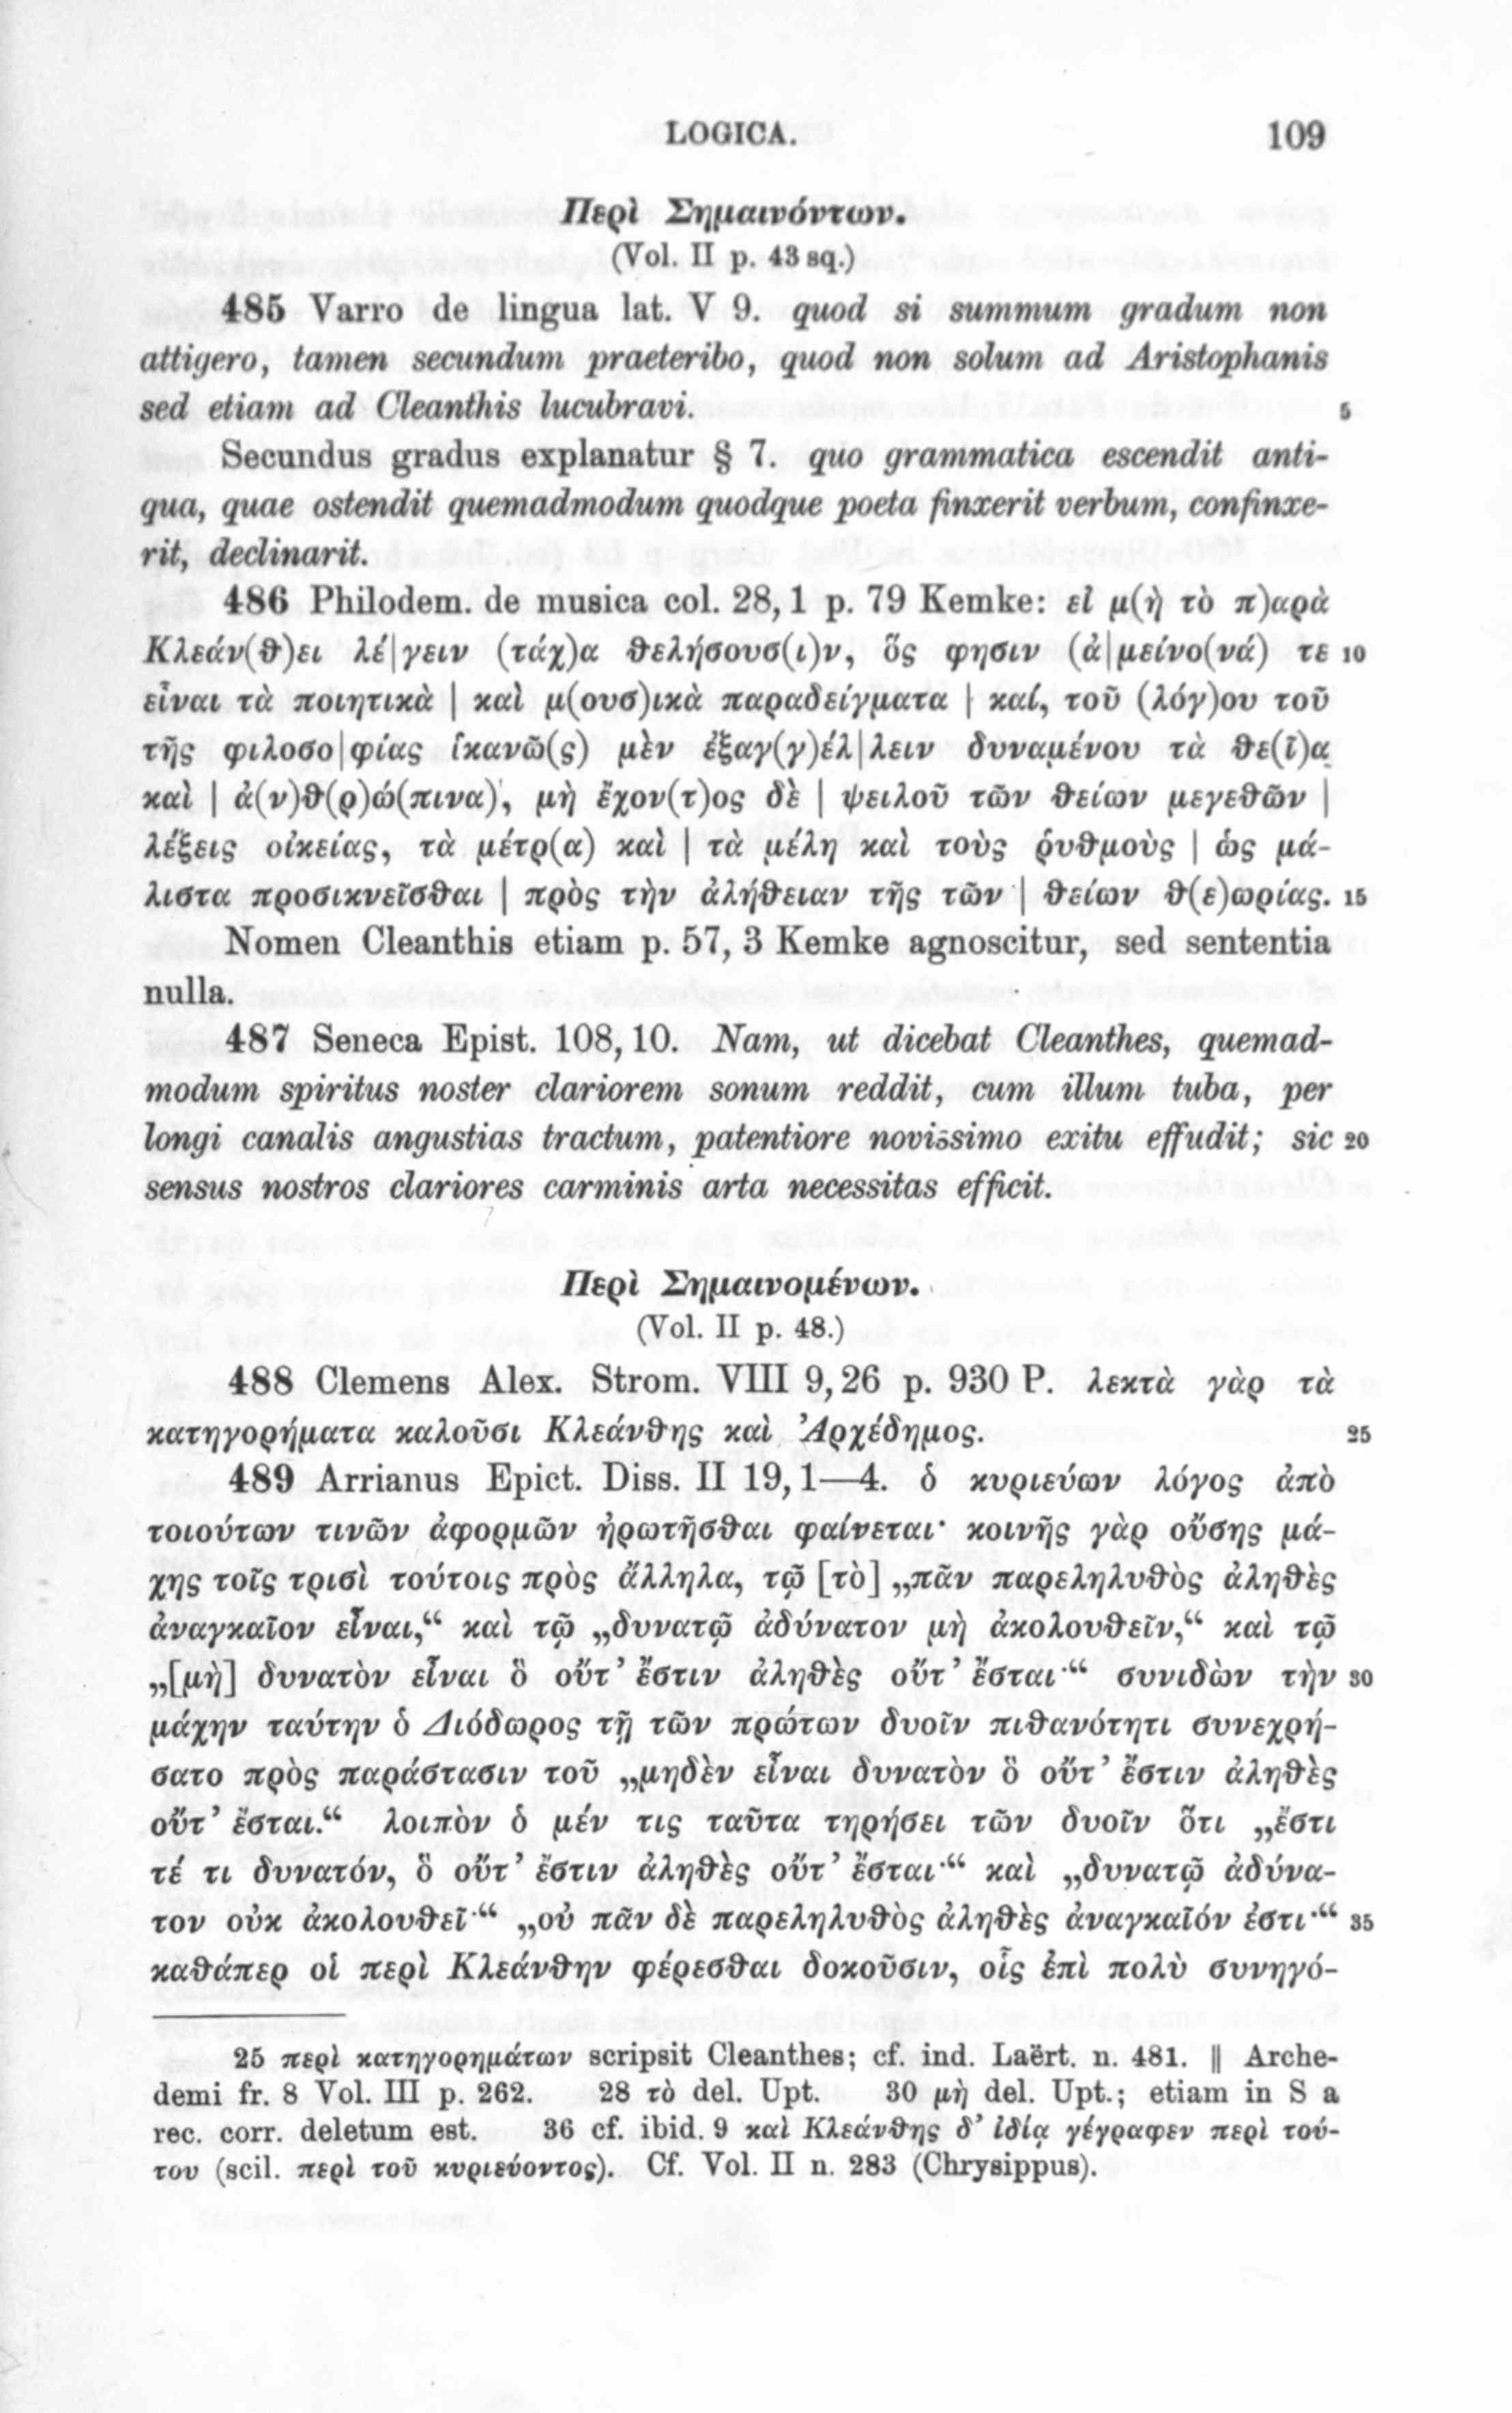 LOGICA. 109
Περὶ Σημαινόντων.
(Vol. II p. 43 sq.)
485 Varro de lingua lat. V 9. quod si summum gradum non
attigero, tamen secundum praeteribo, quod non solum ad Aristophanis
sed etiam ad Cleanthis lucubravi. 5
Secundus gradus explanatur § 7. quo grammatica escendit anti-
qua, quae ostendit quemadmodum quodque poeta finxerit verbum, confinxe-
rit, declinarit.
486 Philodem. de musica col. 28, 1 p. 79 Kemke: εἰ μ(ὴ τὸ π)αρὰ
Κλεάν(θ)ει λέ|γειν (τάχ)α θελήσουσ(ι)ν, ὅς φησιν (ἀ|μείνο(νά) τε 10
εἶναι τὰ ποιητικὰ | καὶ μ(ουσ)ικὰ παραδείγματα | καί, τοῦ (λόγ)ου τοῦ
τῆς φιλοσο|φίας ἱκανῶ(ς) μὲν ἐξαγ(γ)έλ|λειν δυναμένου τὰ θε(ῖ)α
καὶ | ἀ(ν)θ(ρ)ώ(πινα), μὴ ἔχον(τ)ος δὲ | ψειλοῦ τῶν θείων μεγεθῶν |
λέξεις οἰκείας, τὰ μέτρ(α) καὶ | τὰ μέλη καὶ τοὺς ῥυθμοὺς | ὡς μά-
λιστα προσικνεῖσθαι | πρὸς τὴν ἀλήθειαν τῆς τῶν | θείων θ(ε)ωρίας. 15
Nomen Cleanthis etiam p. 57, 3 Kemke agnoscitur, sed sententia
nulla.
487 Seneca Epist. 108, 10. Nam, ut dicebat Cleanthes, quemad-
modum spiritus noster clariorem sonum reddit, cum illum tuba, per
longi canalis angustias tractum, patentiore novissimo exitu effudit; sic 20
sensus nostros clariores carminis arta necessitas efficit.
Περὶ Σημαινομένων.
(Vol. II p. 48.)
488 Clemens Alex. Strom. VIII 9, 26 p. 930 P. λεκτὰ γὰρ τὰ
κατηγορήματα καλοῦσι Κλεάνθης καὶ Ἀρχέδημος. 25
489 Arrianus Epict. Diss. II 19, 1—4. ὁ κυριεύων λόγος ἀπὸ
τοιούτων τινῶν ἀφορμῶν ἠρωτῆσθαι φαίνεται· κοινῆς γὰρ οὔσης μά-
χης τοῖς τρισὶ τούτοις πρὸς ἄλληλα, τῷ [τὸ] „πᾶν παρεληλυθὸς ἀληθὲς
ἀναγκαῖον εἶναι,“ καὶ τῷ „δυνατῷ ἀδύνατον μὴ ἀκολουθεῖν,“ καὶ τῷ
„[μὴ] δυνατὸν εἶναι ὃ οὔτ’ ἔστιν ἀληθὲς οὔτ’ ἔσται·“ συνιδὼν τὴν 30
μάχην ταύτην ὁ Διόδωρος τῇ τῶν πρώτων δυοῖν πιθανότητι συνεχρή-
σατο πρὸς παράστασιν τοῦ „μηδὲν εἶναι δυνατὸν ὃ οὔτ’ ἔστιν ἀληθὲς
οὔτ’ ἔσται.“ λοιπὸν ὁ μέν τις ταῦτα τηρήσει τῶν δυοῖν ὅτι „ἔστι
τέ τι δυνατόν, ὃ οὔτ’ ἔστιν ἀληθὲς οὔτ’ ἔσται·“ καὶ „δυνατῷ ἀδύνα-
τον οὐκ ἀκολουθεῖ·“ „οὐ πᾶν δὲ παρεληλυθὸς ἀληθὲς ἀναγκαῖόν ἐστι·“ 35
καθάπερ οἱ περὶ Κλεάνθην φέρεσθαι δοκοῦσιν, οἷς ἐπὶ πολὺ συνηγό-
25 περὶ κατηγορημάτων scripsit Cleanthes; cf. ind. Laërt. n. 481. ‖ Arche-
demi fr. 8 Vol. III p. 262. 28 τὸ del. Upt. 30 μὴ del. Upt.; etiam in S a
rec. corr. deletum est. 36 cf. ibid. 9 καὶ Κλεάνθης δ’ ἰδίᾳ γέγραφεν περὶ τού-
του (scil. περὶ τοῦ κυριεύοντος). Cf. Vol. II n. 283 (Chrysippus).